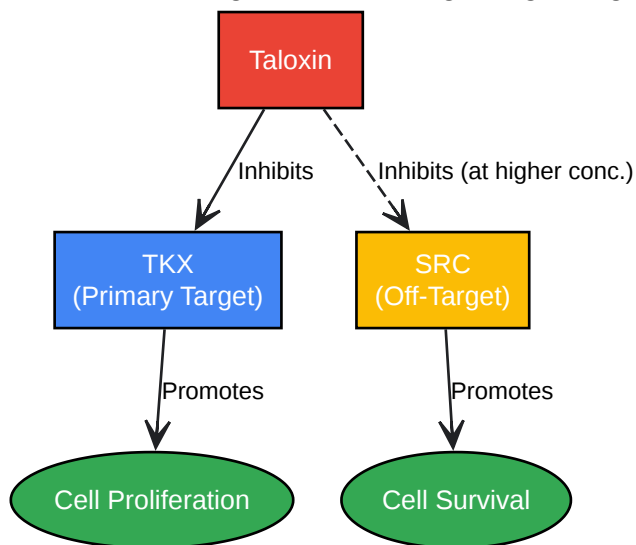 Taloxin
Inhibits
Inhibits (at higher conc.)
TKX
(Primary Target)
SRC
(Off-Target)
Promotes
Promotes
Cell Proliferation
Cell Survival